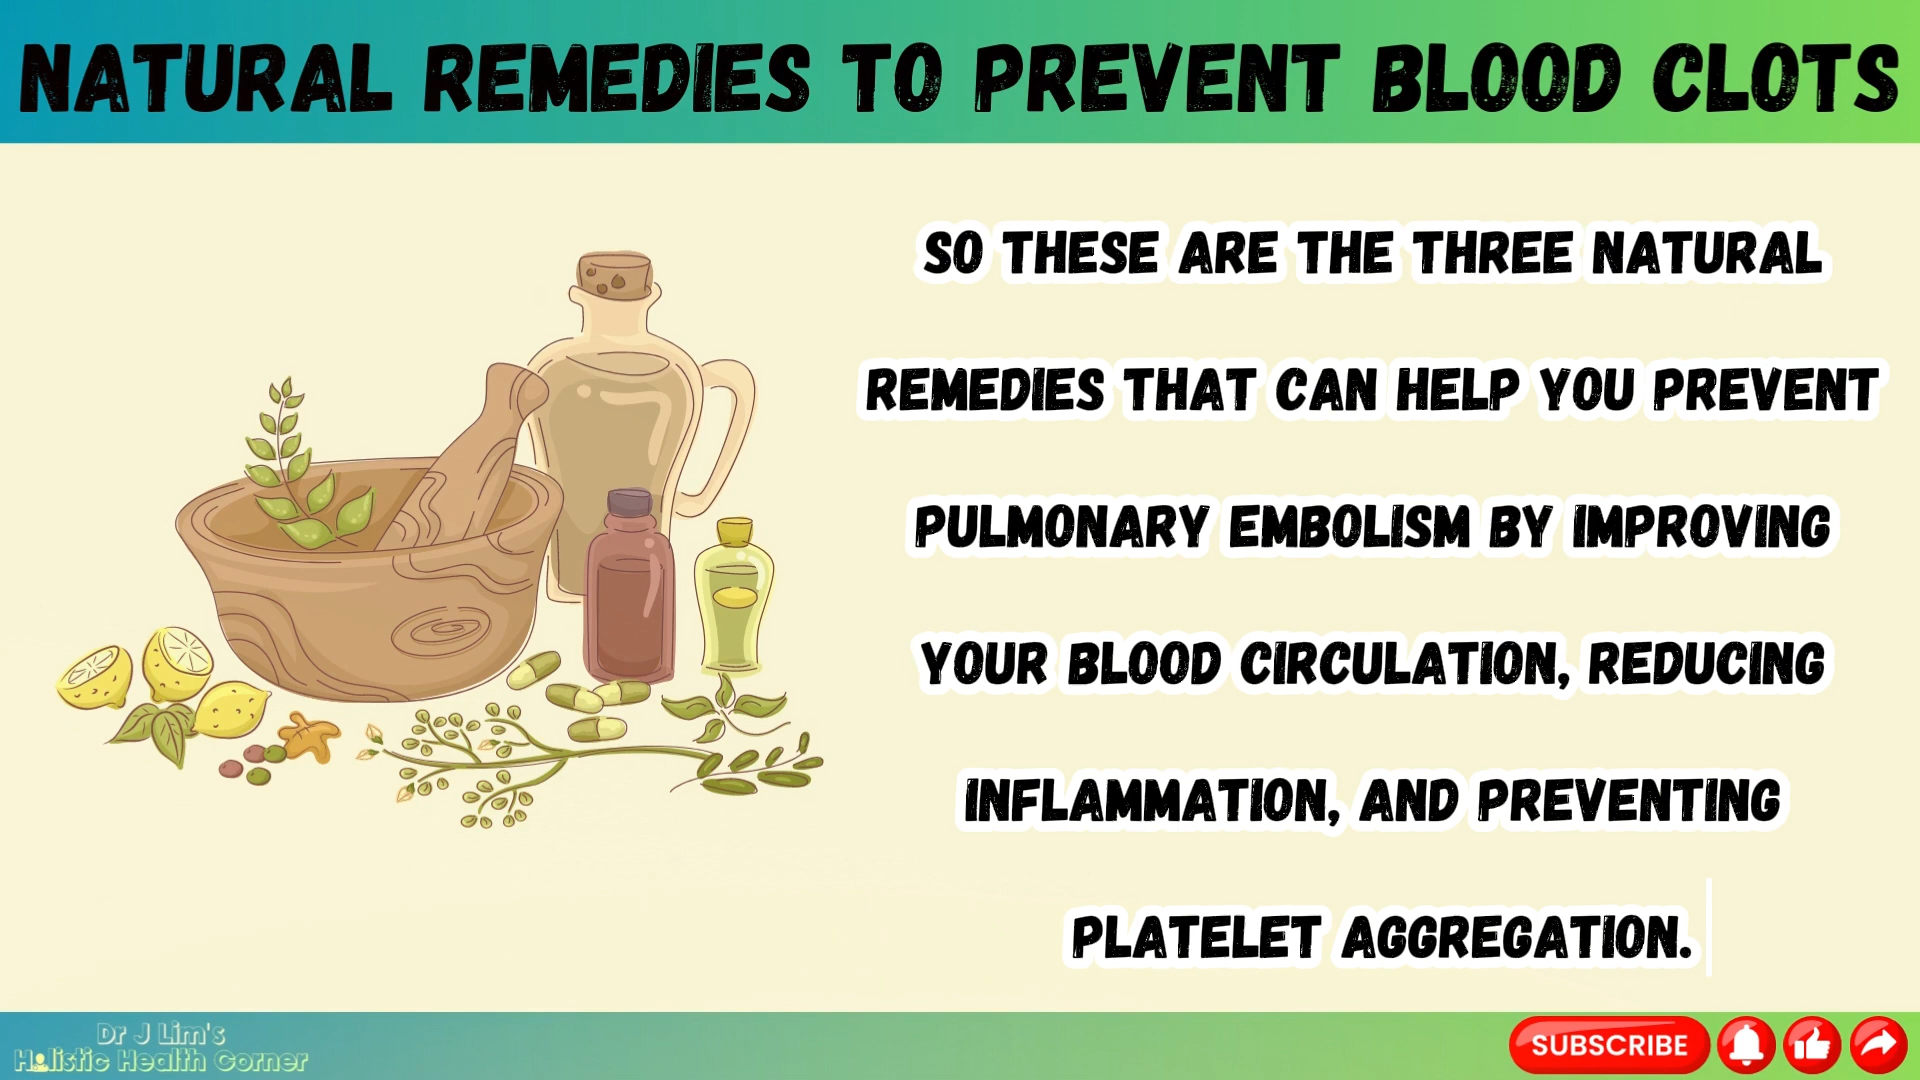 NATURAL REMEDIES TO PREVENT BLOOD CLOTS
SO THESE ARE THE THREE NATURAL
REMEDIES THAT CAN HELP YOU PREVENT
PULMONARY EMBOLISM BY IMPROVING
YOUR BLOOD CIRCULATION, REDUCING
INFLAMMATION, AND PREVENTING
PLATELET AGGREGATION.
Dr J Lim's
Holistic Health Corner
SUBSCRIBE